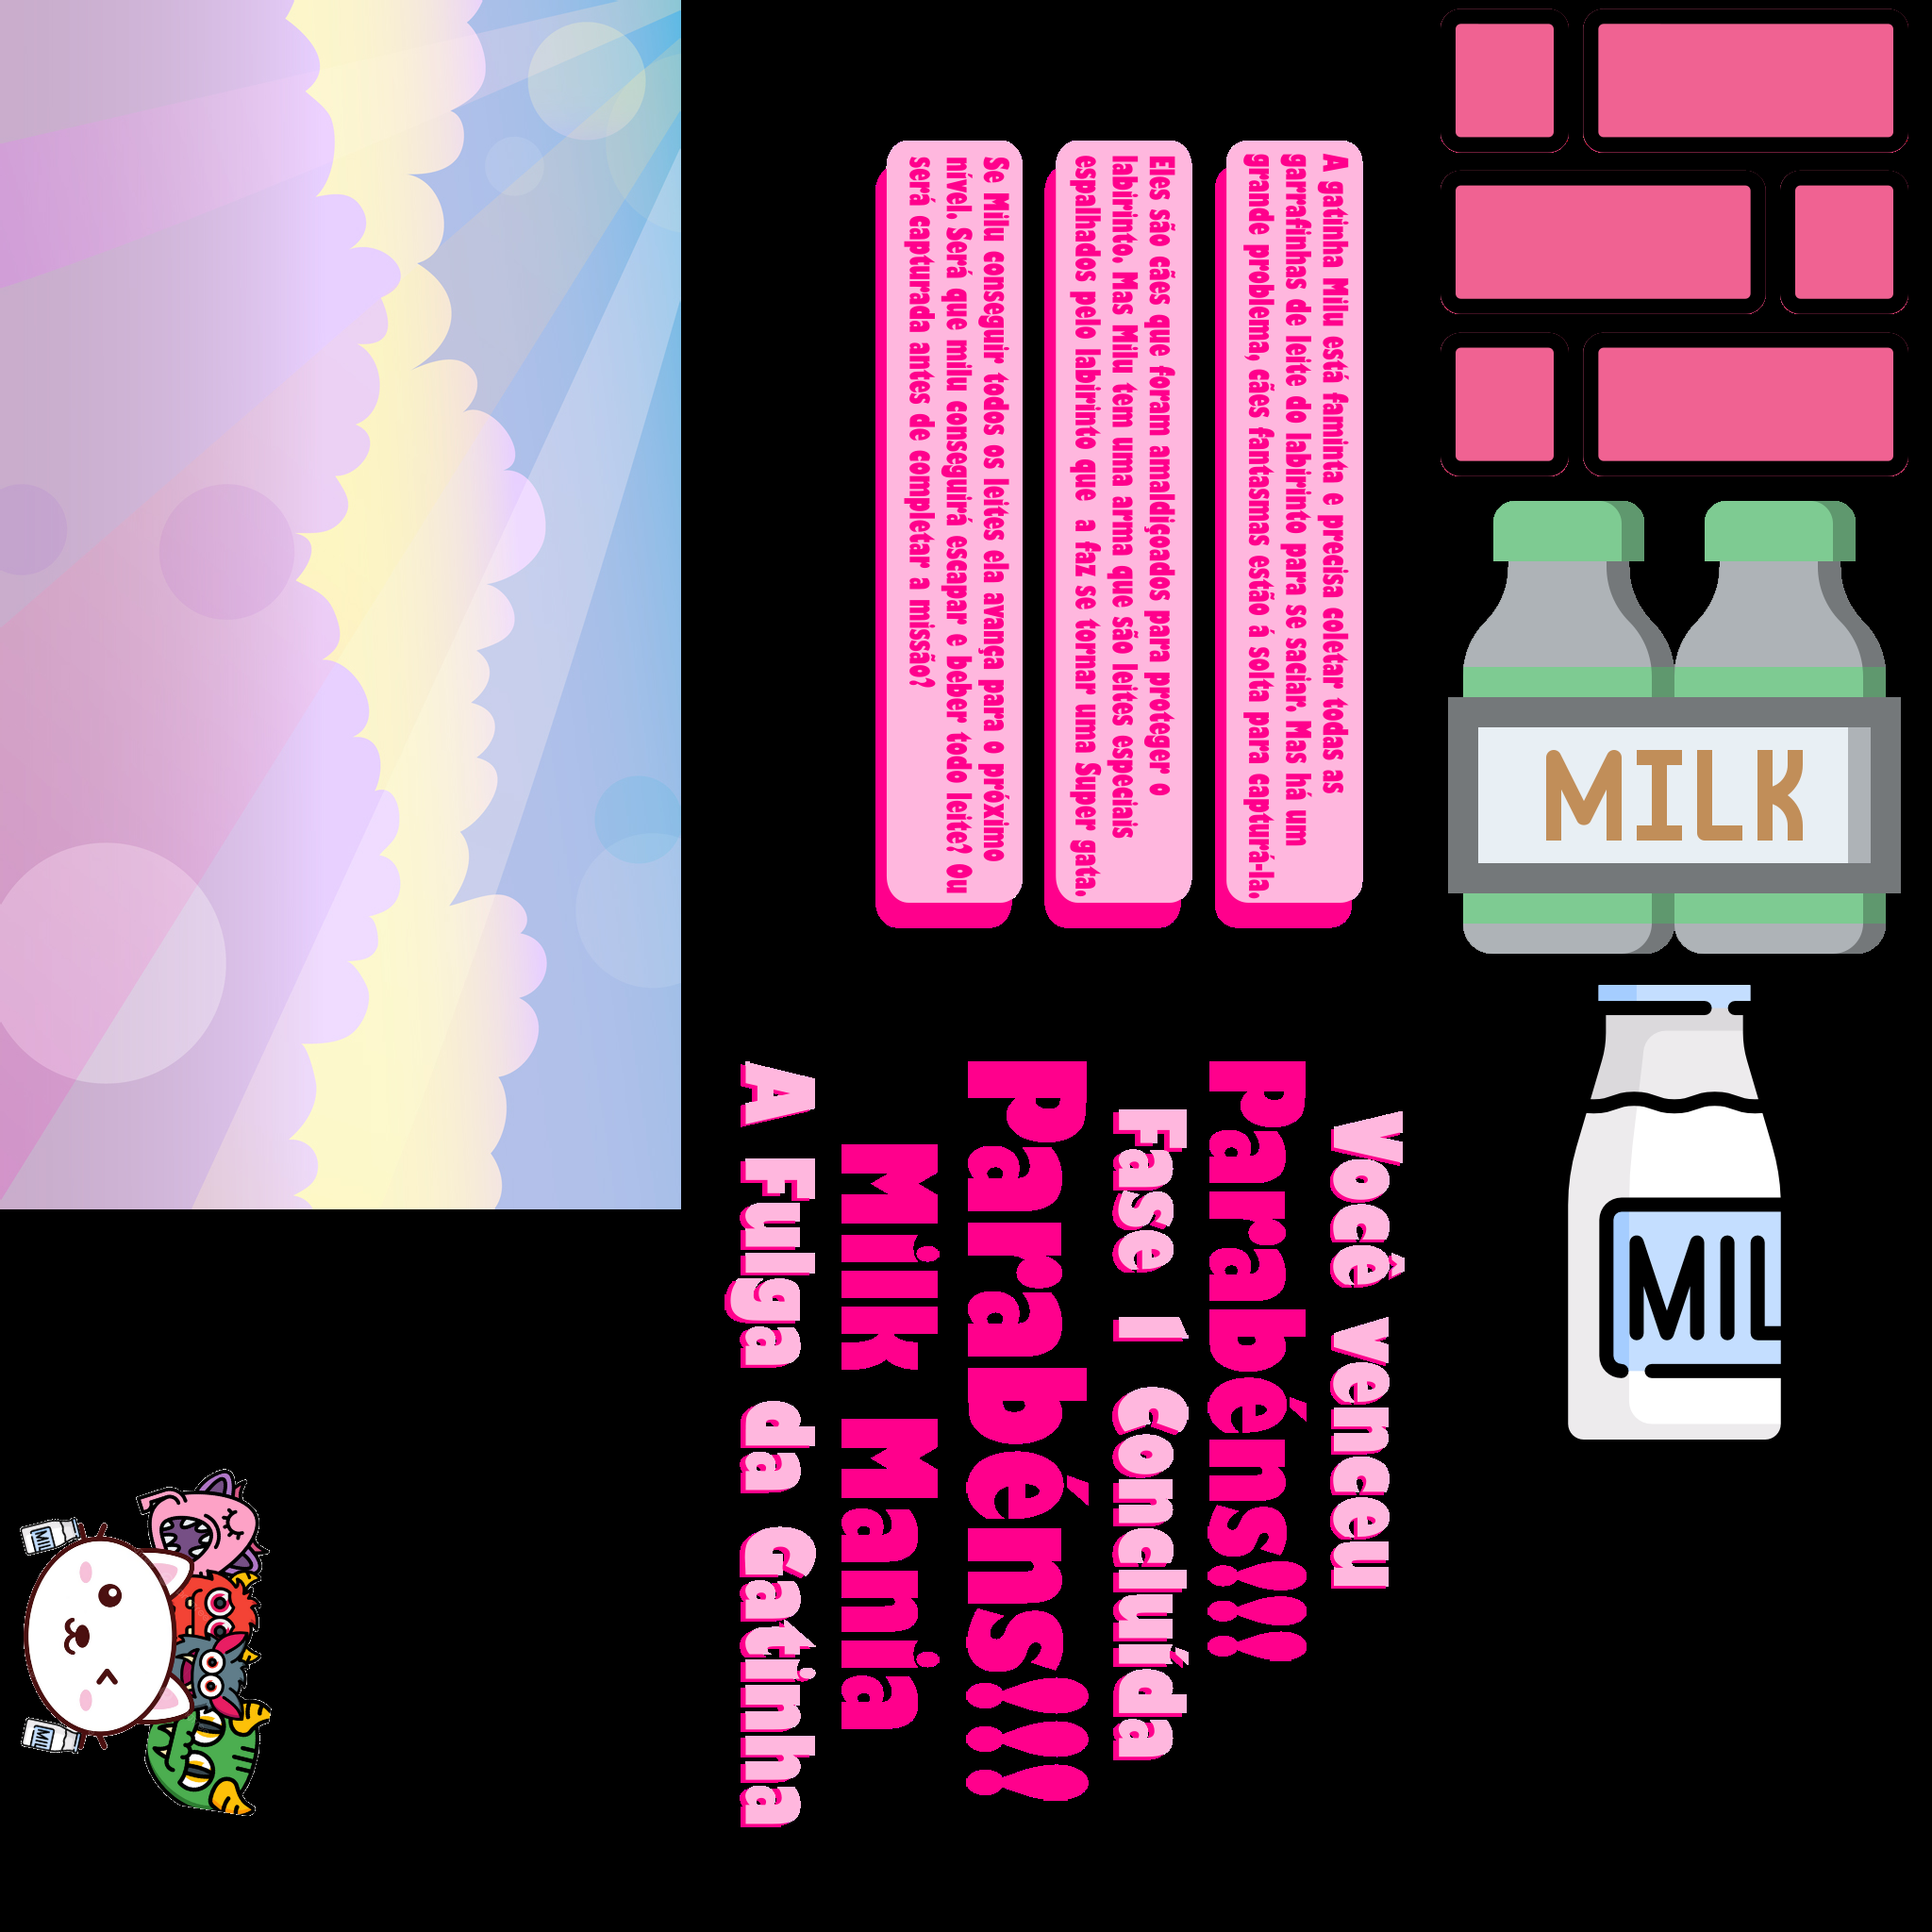 A gatinha Milu está faminta e precisa coletar todas as
garrafinhas de leite do labirinto para se saciar. Mas há um
grande problema, cães fantasmas estão á solta para capturá-la.
Eles são cães que foram amaldiçoados para proteger o
labirinto. Mas Milu tem uma arma que são leites especiais
espalhados pelo labirinto que a faz se tornar uma Super gata.
Se Milu conseguir todos os leites ela avança para o próximo
nível. Será que milu conseguirá escapar e beber todo leite? Ou
será capturada antes de completar a missão?
MILK
MIL
Você venceu
Parabéns!!!!
Fase 1 Concluída
Parabéns!!!!!
Milk Mania
A Fulga da Gatinha
MIL
MIL